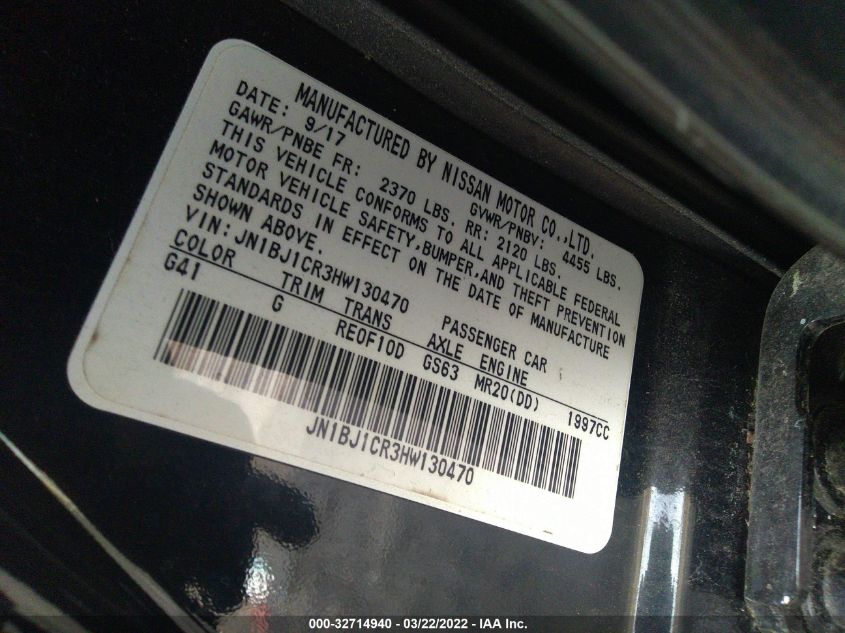 MANUFACTURED BY NISSAN MOTOR CO.,LTD.
DATE: 9/17 GVWR/PNBV: 4455 LBS.
GAWR/PNBE FR: 2370 LBS. RR: 2120 LBS.
THIS VEHICLE CONFORMS TO ALL APPLICABLE FEDERAL
MOTOR VEHICLE SAFETY,BUMPER,AND THEFT PREVENTION
STANDARDS IN EFFECT ON THE DATE OF MANUFACTURE
SHOWN ABOVE.
VIN:JN1BJ1CR3HW130470 PASSENGER CAR
COLOR TRIM TRANS AXLE ENGINE
G41 G RE0F10D GS63 MR20(DD) 1997CC
JN1BJ1CR3HW130470
000-32714940 - 03/22/2022 - IAA Inc.